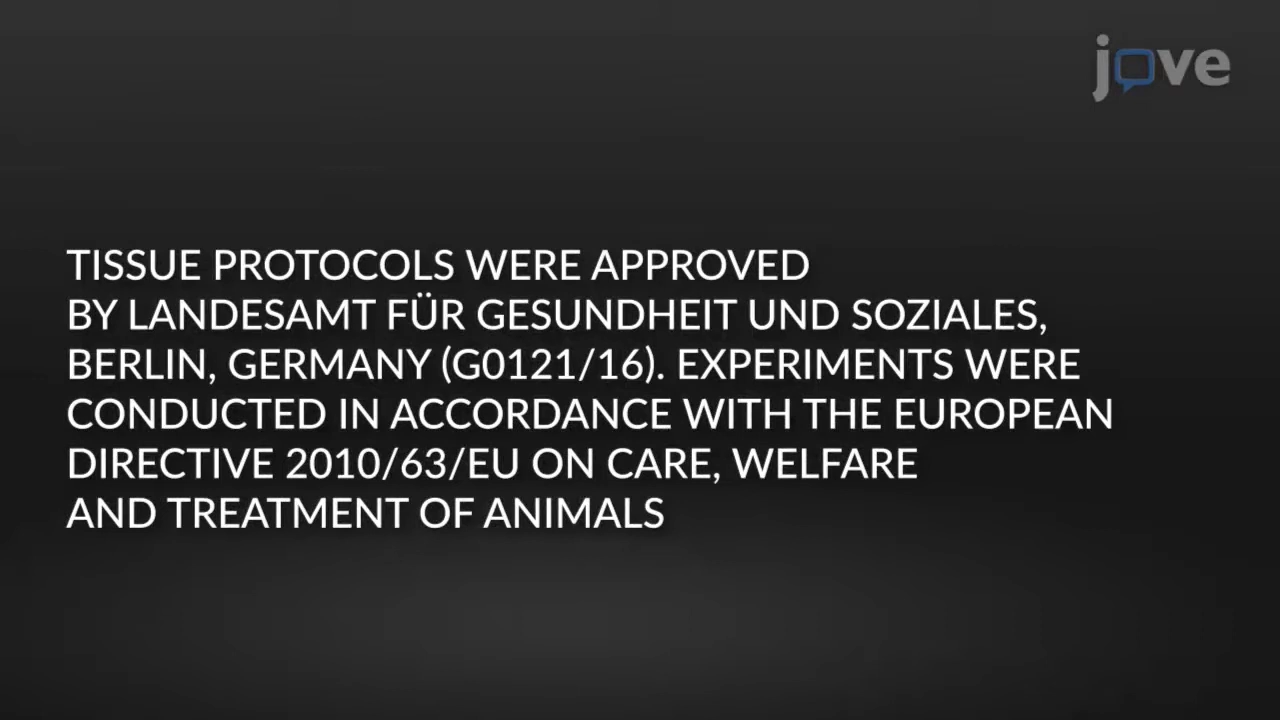 jove
TISSUE PROTOCOLS WERE APPROVED
BY LANDESAMT FÜR GESUNDHEIT UND SOZIALES,
BERLIN, GERMANY (G0121/16). EXPERIMENTS WERE
CONDUCTED IN ACCORDANCE WITH THE EUROPEAN
DIRECTIVE 2010/63/EU ON CARE, WELFARE
AND TREATMENT OF ANIMALS